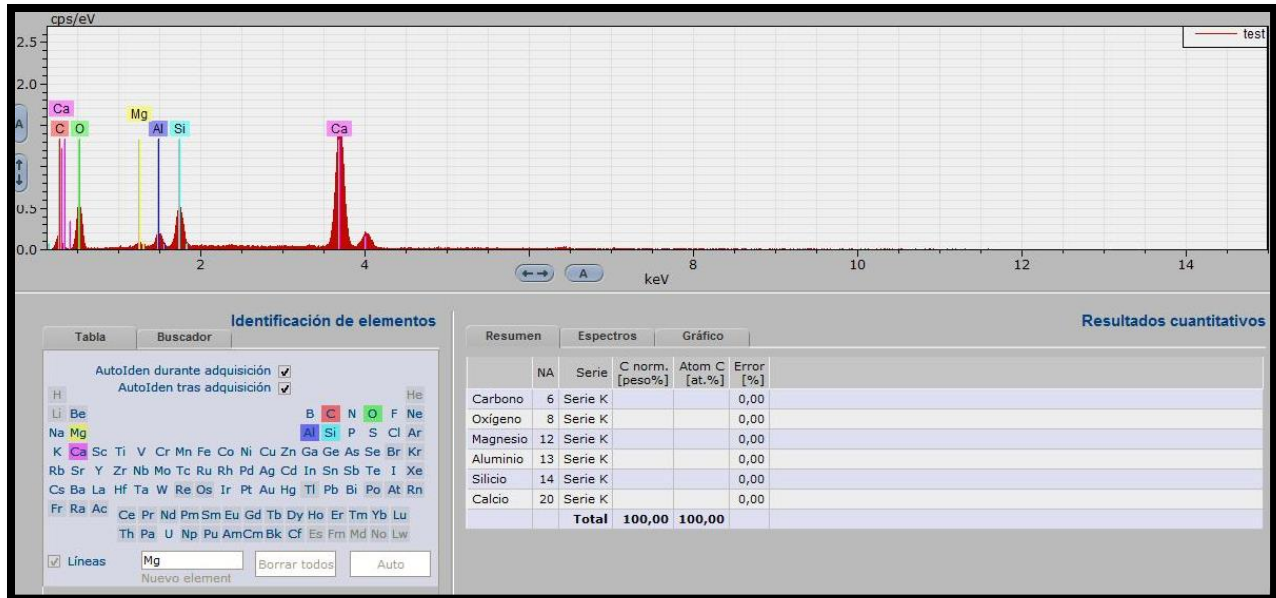 cps/eV
test
2.5
2.0
Ca
Mg
A
C O Al Si Ca
0.5
0.0
2 4 8 10 12 14
A
keV
Identificación de elementos
Tabla Buscador
AutoIden durante adquisición
AutoIden tras adquisición
H He
Li Be B C N O F Ne
Na Mg Al Si P S Cl Ar
K Ca Sc Ti V Cr Mn Fe Co Ni Cu Zn Ga Ge As Se Br Kr
Rb Sr Y Zr Nb Mo Tc Ru Rh Pd Ag Cd In Sn Sb Te I Xe
Cs Ba La Hf Ta W Re Os Ir Pt Au Hg Tl Pb Bi Po At Rn
Fr Ra Ac Ce Pr Nd Pm Sm Eu Gd Tb Dy Ho Er Tm Yb Lu
Th Pa U Np Pu Am Cm Bk Cf Es Fm Md No Lw
Líneas Mg Borrar todos Auto
Nuevo element
Resultados cuantitativos
Resumen Espectros Gráfico
NA Serie C norm. Atom C Error
[peso%] [at.%] [%]
Carbono 6 Serie K 0,00
Oxígeno 8 Serie K 0,00
Magnesio 12 Serie K 0,00
Aluminio 13 Serie K 0,00
Silicio 14 Serie K 0,00
Calcio 20 Serie K 0,00
Total 100,00 100,00